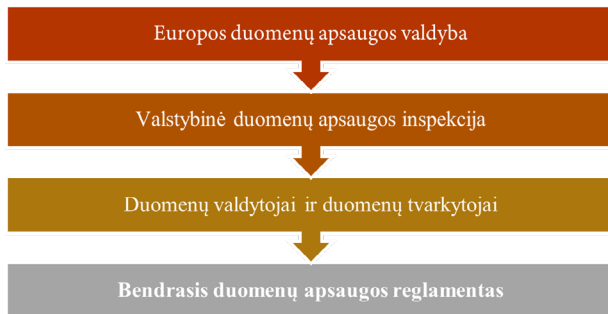 Europos duomenų apsaugos valdyba
Valstybinė duomenų apsaugos inspekcija
Duomenų valdytojai ir duomenų tvarkytojai
Bendrasis duomenų apsaugos reglamentas